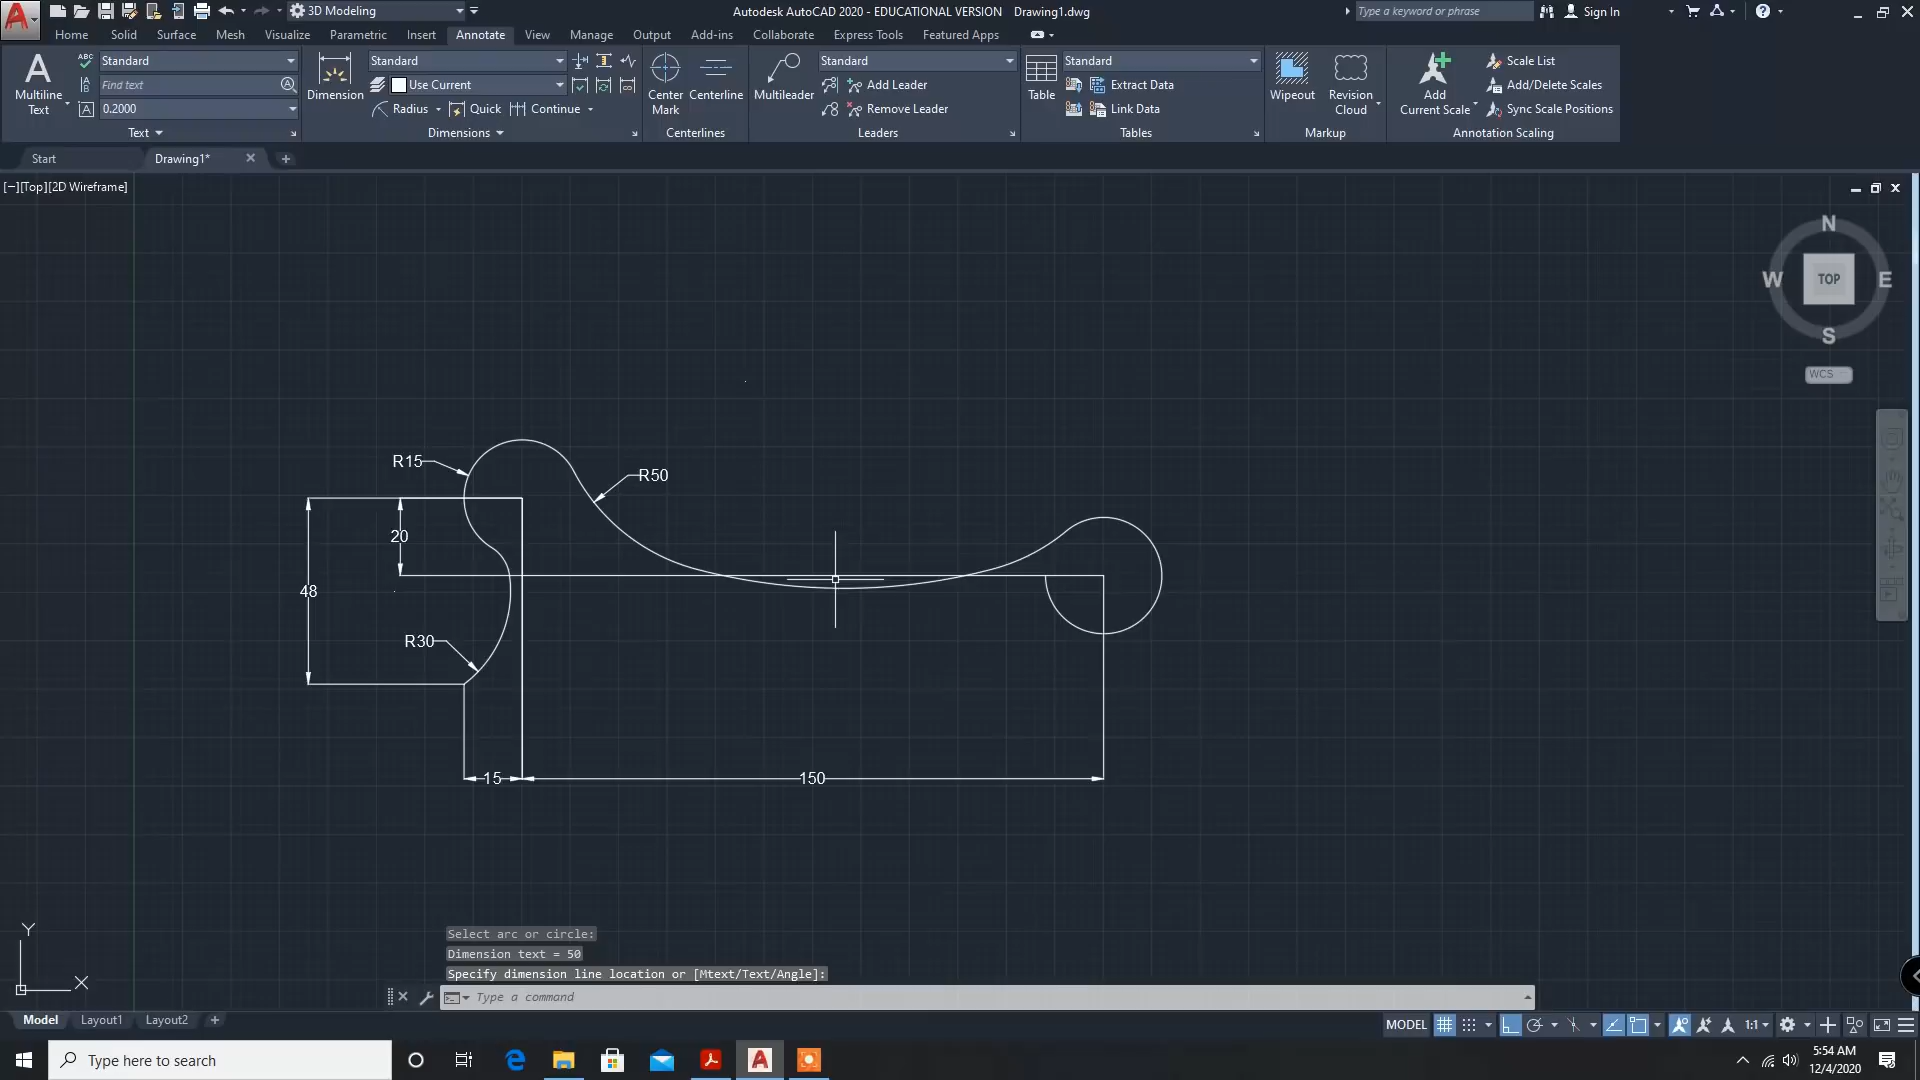 3D Modeling
Autodesk AutoCAD 2020 - EDUCATIONAL VERSION Drawing1.dwg
Type a keyword or phrase
Sign In
Home Solid Surface Mesh Visualize Parametric Insert Annotate View Manage Output Add-ins Collaborate Express Tools Featured Apps
Multiline
Text
ABC
Standard
Find text
0.2000
Text
Dimension
Standard
Use Current
Radius Quick Continue
Dimensions
Center
Mark
Centerline
Centerlines
Multileader
Standard
Add Leader
Remove Leader
Leaders
Table
Standard
Extract Data
Link Data
Tables
Wipeout
Revision
Cloud
Markup
Add
Current Scale
Scale List
Add/Delete Scales
Sync Scale Positions
Annotation Scaling
Start Drawing1*
[−][Top][2D Wireframe]
N
W TOP E
S
WCS
R15
R50
20
48
R30
15
150
Y
X
Select arc or circle:
Dimension text = 50
Specify dimension line location or [Mtext/Text/Angle]:
Type a command
Model Layout1 Layout2
MODEL
1:1
Type here to search
5:54 AM
12/4/2020